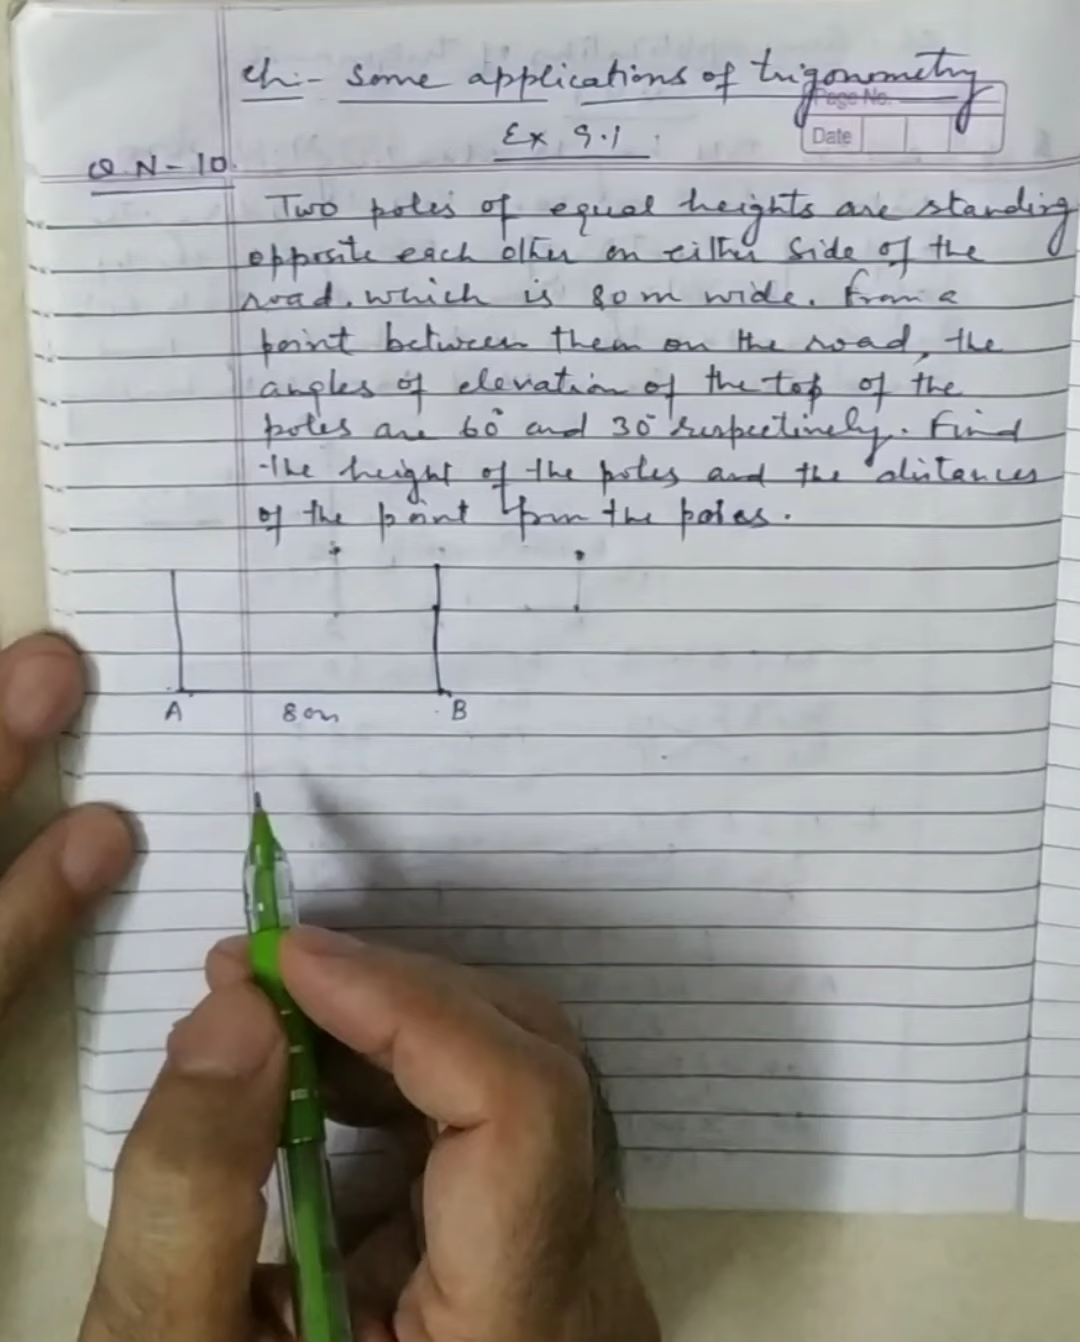 Ch:- Some applications of trigonometry
Page No.
Ex 9.1
Date
Q.N-10.
Two poles of equal heights are standing
opposite each other on either side of the
road. which is 80m wide. From a
point between them on the road, the
angles of elevation of the top of the
poles are 60° and 30° respectively. Find
the height of the poles and the distances
of the point from the poles.
A 80m B